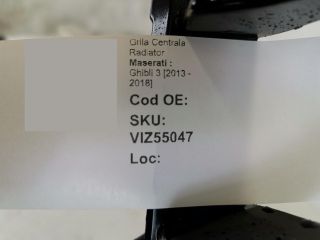 Grila Centrala
Radiator
Maserati :
Ghibli 3 [2013 -
2018]
Cod OE:
SKU:
VIZ55047
Loc: